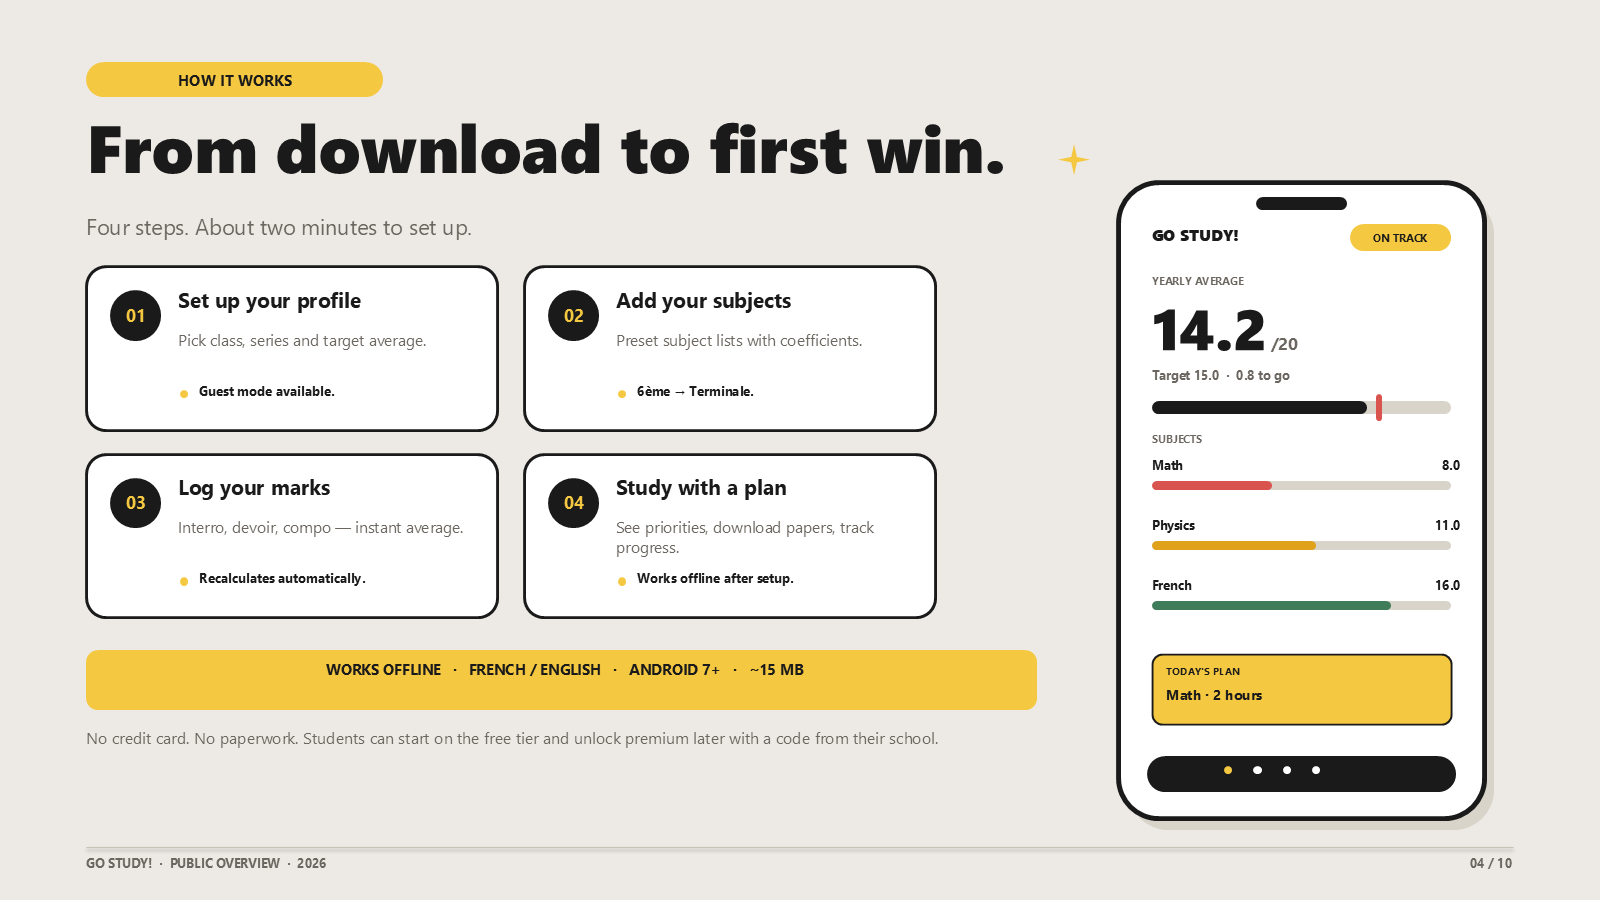 HOW IT WORKS
From download to first win.
Four steps. About two minutes to set up.
01
Set up your profile
Pick class, series and target average.
Guest mode available.
02
Add your subjects
Preset subject lists with coefficients.
6ème → Terminale.
03
Log your marks
Interro, devoir, compo — instant average.
Recalculates automatically.
04
Study with a plan
See priorities, download papers, track
progress.
Works offline after setup.
WORKS OFFLINE · FRENCH / ENGLISH · ANDROID 7+ · ~15 MB
No credit card. No paperwork. Students can start on the free tier and unlock premium later with a code from their school.
GO STUDY!
ON TRACK
YEARLY AVERAGE
14.2 /20
Target 15.0 · 0.8 to go
SUBJECTS
Math 8.0
Physics 11.0
French 16.0
TODAY'S PLAN
Math · 2 hours
GO STUDY! · PUBLIC OVERVIEW · 2026
04 / 10